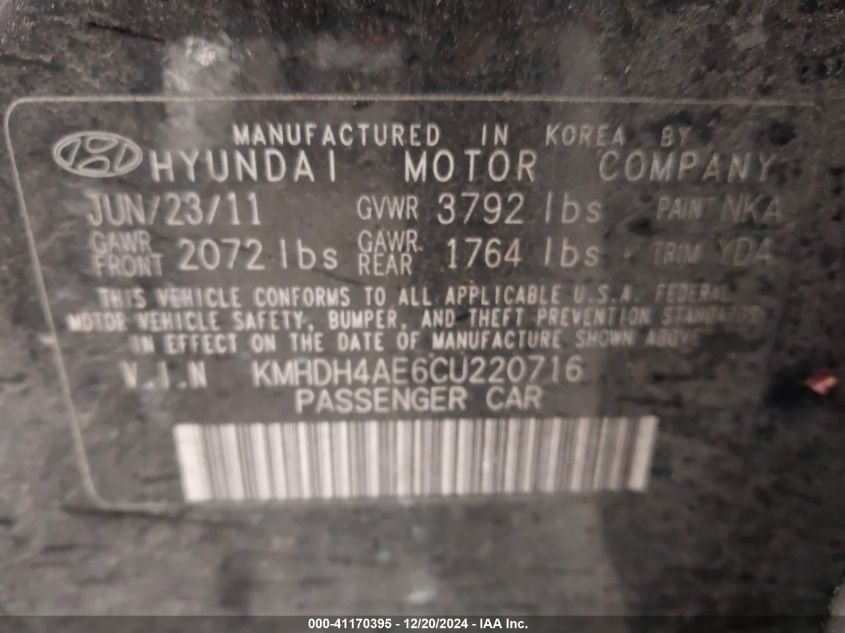 MANUFACTURED IN KOREA BY
HYUNDAI MOTOR COMPANY
JUN/23/11 GVWR 3792 lbs PAINT NKA
GAWR FRONT 2072 lbs GAWR REAR 1764 lbs TRIM YDA
THIS VEHICLE CONFORMS TO ALL APPLICABLE U.S.A. FEDERAL
MOTOR VEHICLE SAFETY, BUMPER, AND THEFT PREVENTION STANDARDS
IN EFFECT ON THE DATE OF MANUFACTURE SHOWN ABOVE
V.I.N KMHDH4AE6CU220716
PASSENGER CAR
000-41170395 - 12/20/2024 - IAA Inc.